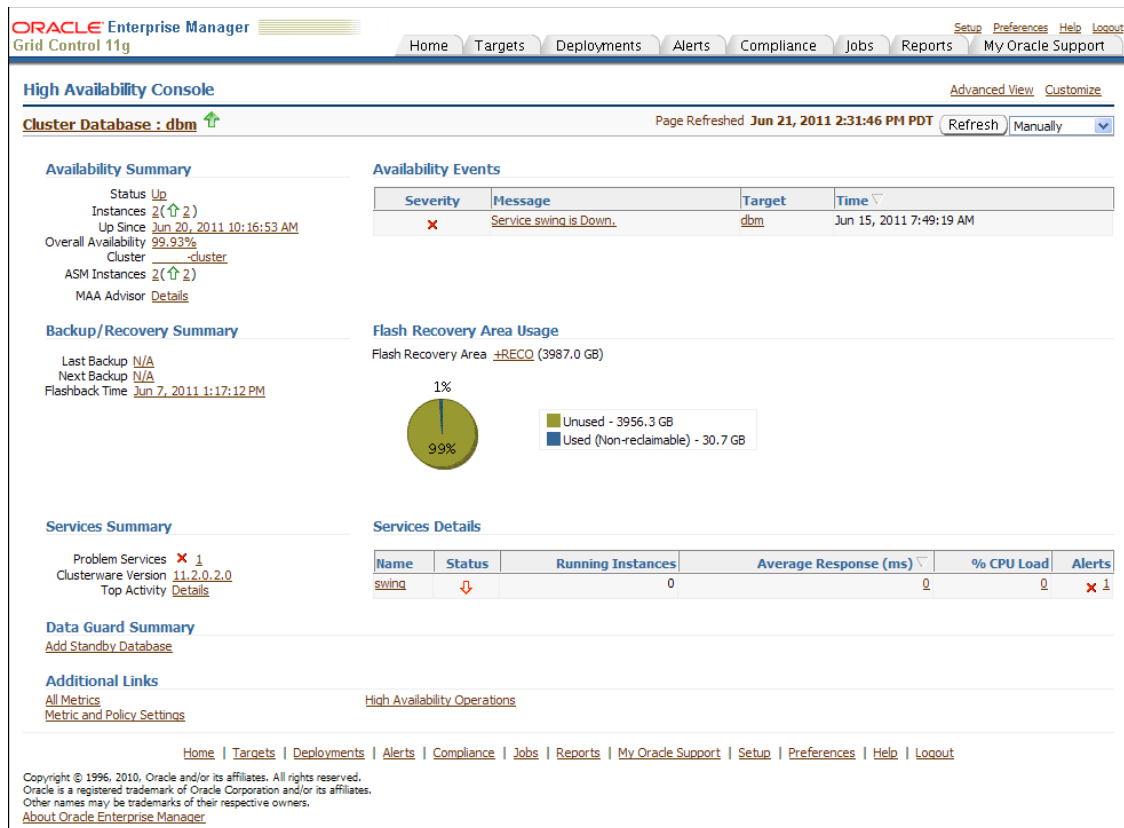 ORACLE Enterprise Manager
Grid Control 11g
Setup Preferences Help Logout
Home Targets Deployments Alerts Compliance Jobs Reports My Oracle Support
High Availability Console
Advanced View Customize
Cluster Database : dbm
Page Refreshed Jun 21, 2011 2:31:46 PM PDT Refresh Manually
Availability Summary
Status Up
Instances 2(2)
Up Since Jun 20, 2011 10:16:53 AM
Overall Availability 99.93%
Cluster -cluster
ASM Instances 2(2)
MAA Advisor Details
Availability Events
Severity Message Target Time
Service swing is Down. dbm Jun 15, 2011 7:49:19 AM
Backup/Recovery Summary
Last Backup N/A
Next Backup N/A
Flashback Time Jun 7, 2011 1:17:12 PM
Flash Recovery Area Usage
Flash Recovery Area +RECO (3987.0 GB)
1%
99%
Unused - 3956.3 GB
Used (Non-reclaimable) - 30.7 GB
Services Summary
Problem Services 1
Clusterware Version 11.2.0.2.0
Top Activity Details
Services Details
Name Status Running Instances Average Response (ms) % CPU Load Alerts
swing 0 0 0 1
Data Guard Summary
Add Standby Database
Additional Links
All Metrics
Metric and Policy Settings
High Availability Operations
Home | Targets | Deployments | Alerts | Compliance | Jobs | Reports | My Oracle Support | Setup | Preferences | Help | Logout
Copyright © 1996, 2010, Oracle and/or its affiliates. All rights reserved.
Oracle is a registered trademark of Oracle Corporation and/or its affiliates.
Other names may be trademarks of their respective owners.
About Oracle Enterprise Manager